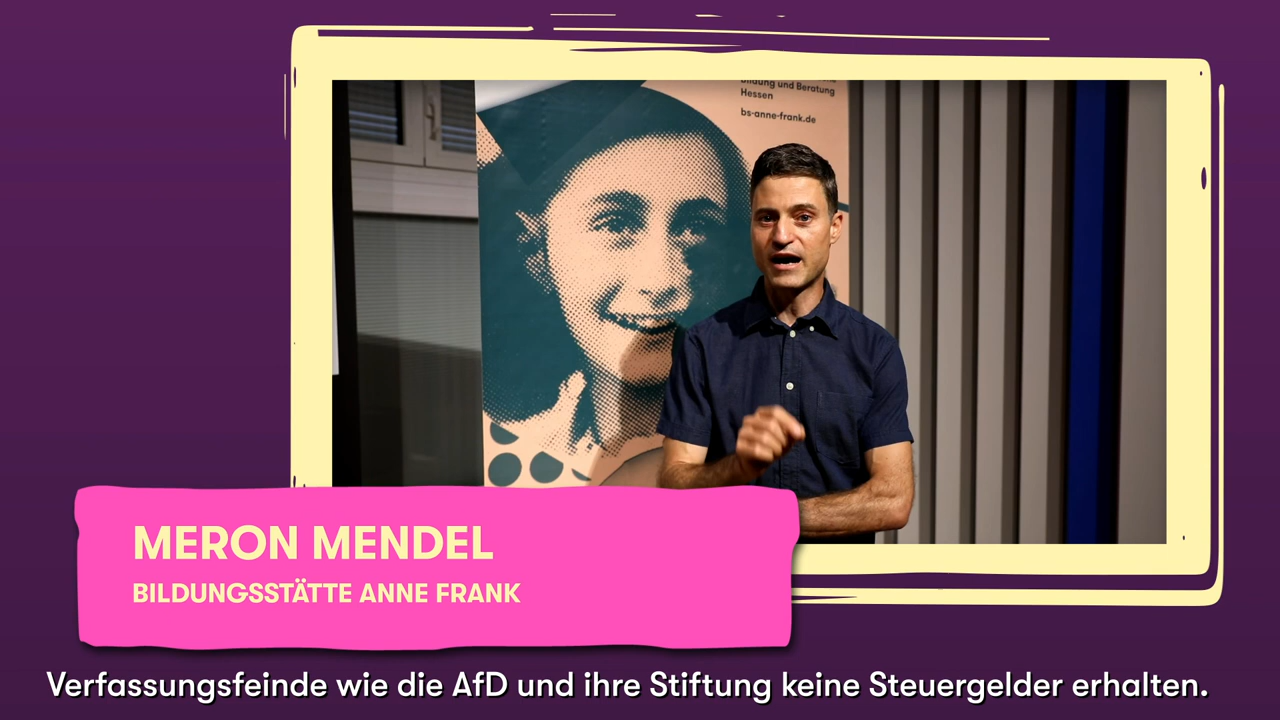 Bildung und Beratung
Hessen
bs-anne-frank.de
MERON MENDEL
BILDUNGSSTÄTTE ANNE FRANK
Verfassungsfeinde wie die AfD und ihre Stiftung keine Steuergelder erhalten.